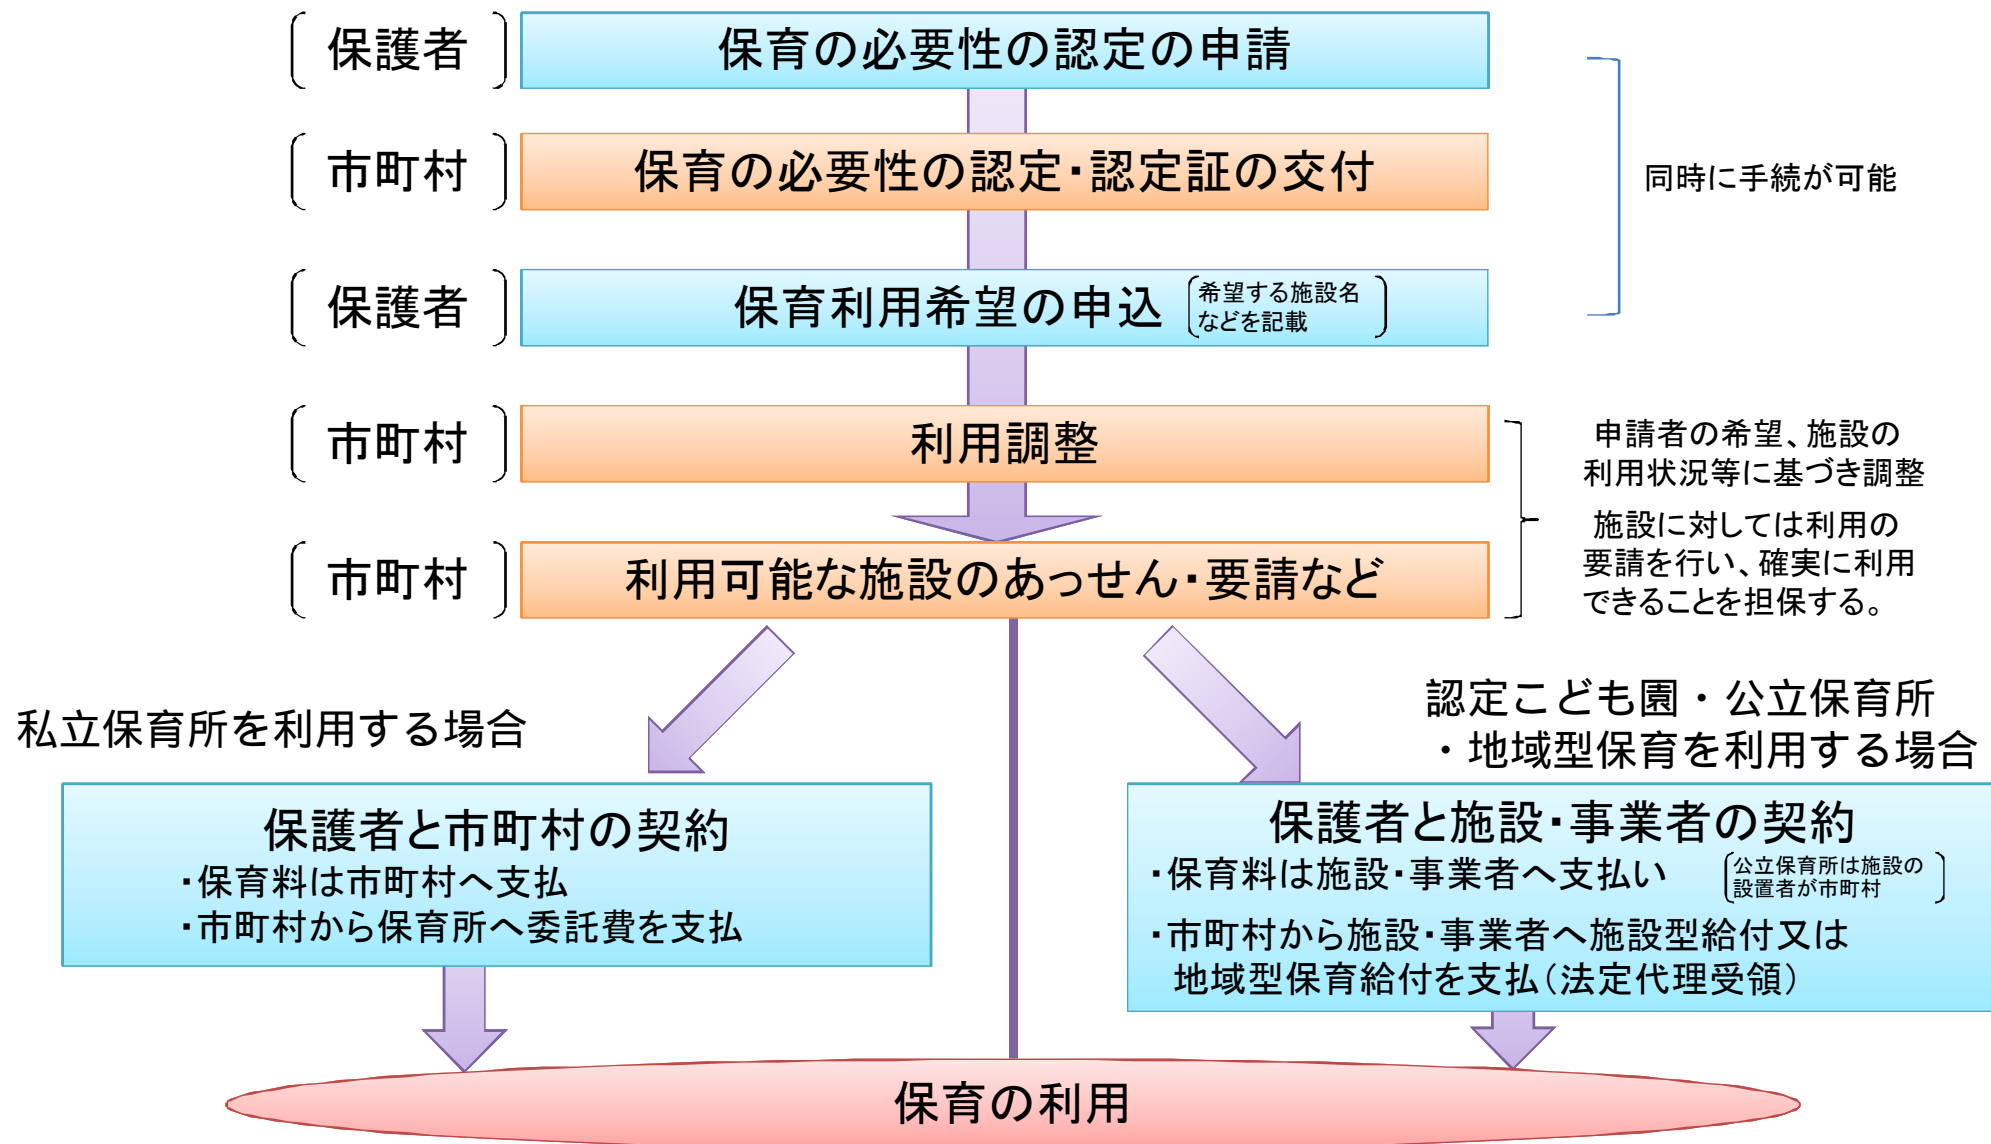 〔保護者〕 保育の必要性の認定の申請
〔市町村〕 保育の必要性の認定・認定証の交付
同時に手続が可能
〔保護者〕 保育利用希望の申込 〔希望する施設名
などを記載〕
〔市町村〕 利用調整
申請者の希望、施設の
利用状況等に基づき調整
施設に対しては利用の
要請を行い、確実に利用
できることを担保する。
〔市町村〕 利用可能な施設のあっせん・要請など
私立保育所を利用する場合
保護者と市町村の契約
・保育料は市町村へ支払
・市町村から保育所へ委託費を支払
認定こども園・公立保育所
・地域型保育を利用する場合
保護者と施設・事業者の契約
・保育料は施設・事業者へ支払い 〔公立保育所は施設の
設置者が市町村〕
・市町村から施設・事業者へ施設型給付又は
地域型保育給付を支払(法定代理受領)
保育の利用